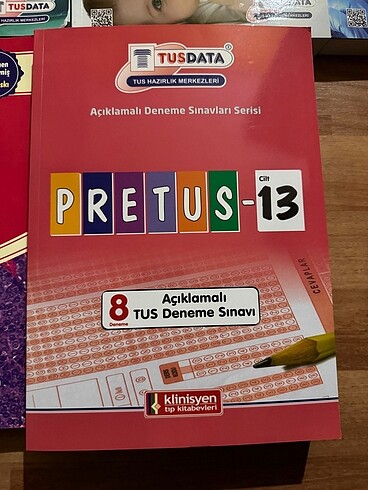 TUSDATA
TUS HAZIRLIK MERKEZLERİ
Açıklamalı Deneme Sınavları Serisi
PRETUS-13
Cilt
CEVAPLAR
8
Deneme
Açıklamalı
TUS Deneme Sınavı
klinisyen
tıp kitabevleri